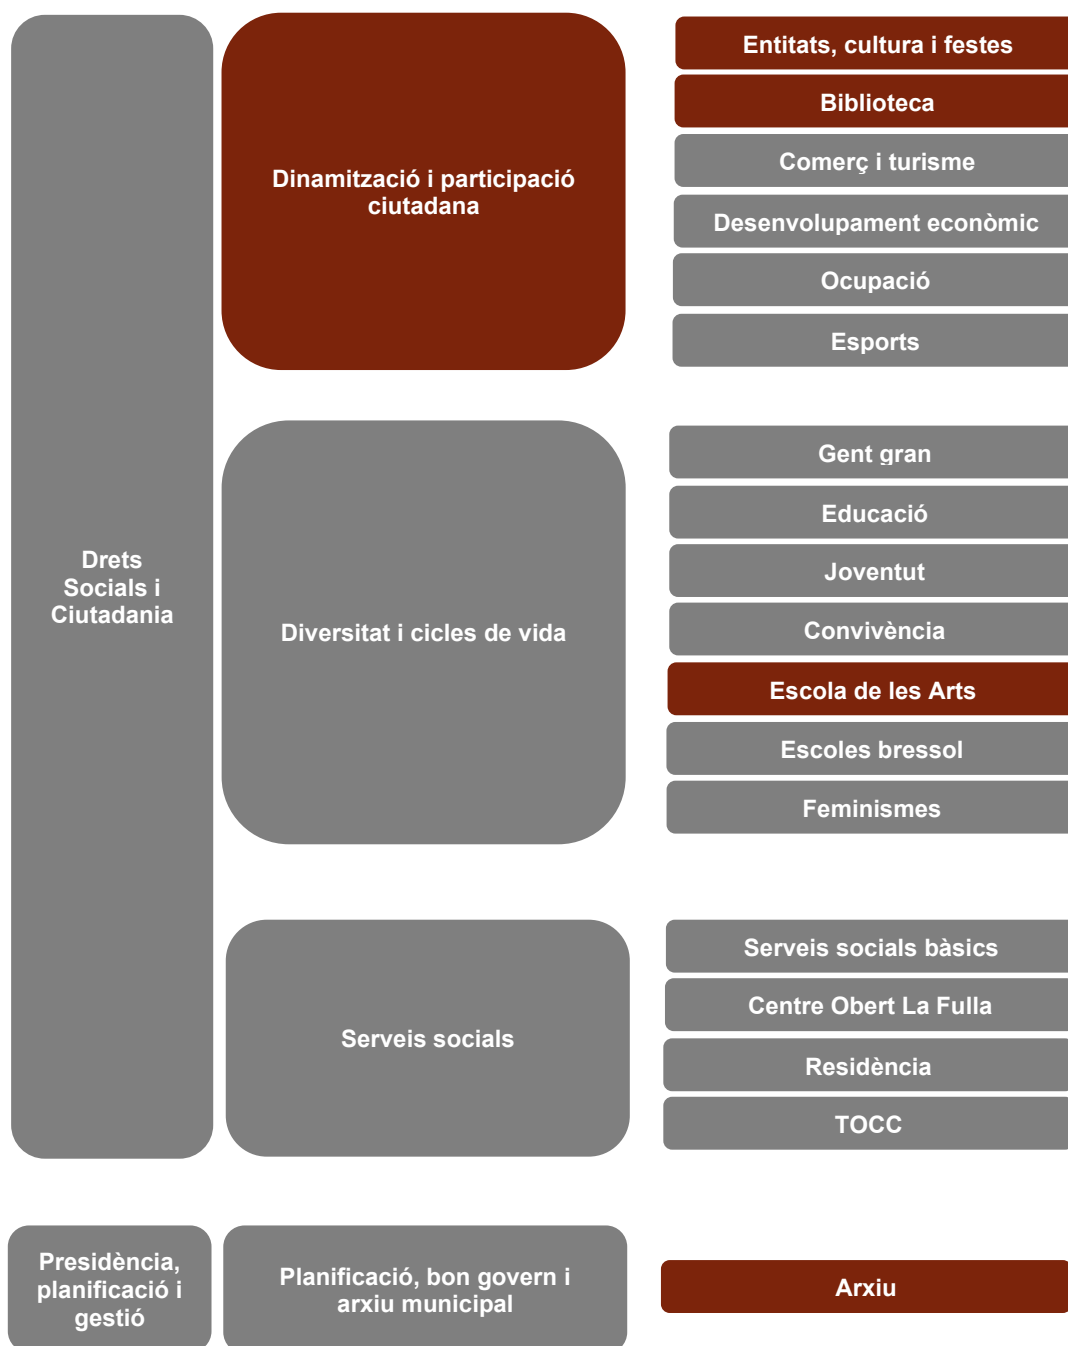 Entitats, cultura i festes
Biblioteca
Dinamització i participació
ciutadana
Comerç i turisme
Desenvolupament econòmic
Ocupació
Esports
Drets
Socials i
Ciutadania
Diversitat i cicles de vida
Gent gran
Educació
Joventut
Convivència
Escola de les Arts
Escoles bressol
Feminismes
Serveis socials
Serveis socials bàsics
Centre Obert La Fulla
Residència
TOCC
Presidència,
planificació i
gestió
Planificació, bon govern i
arxiu municipal
Arxiu